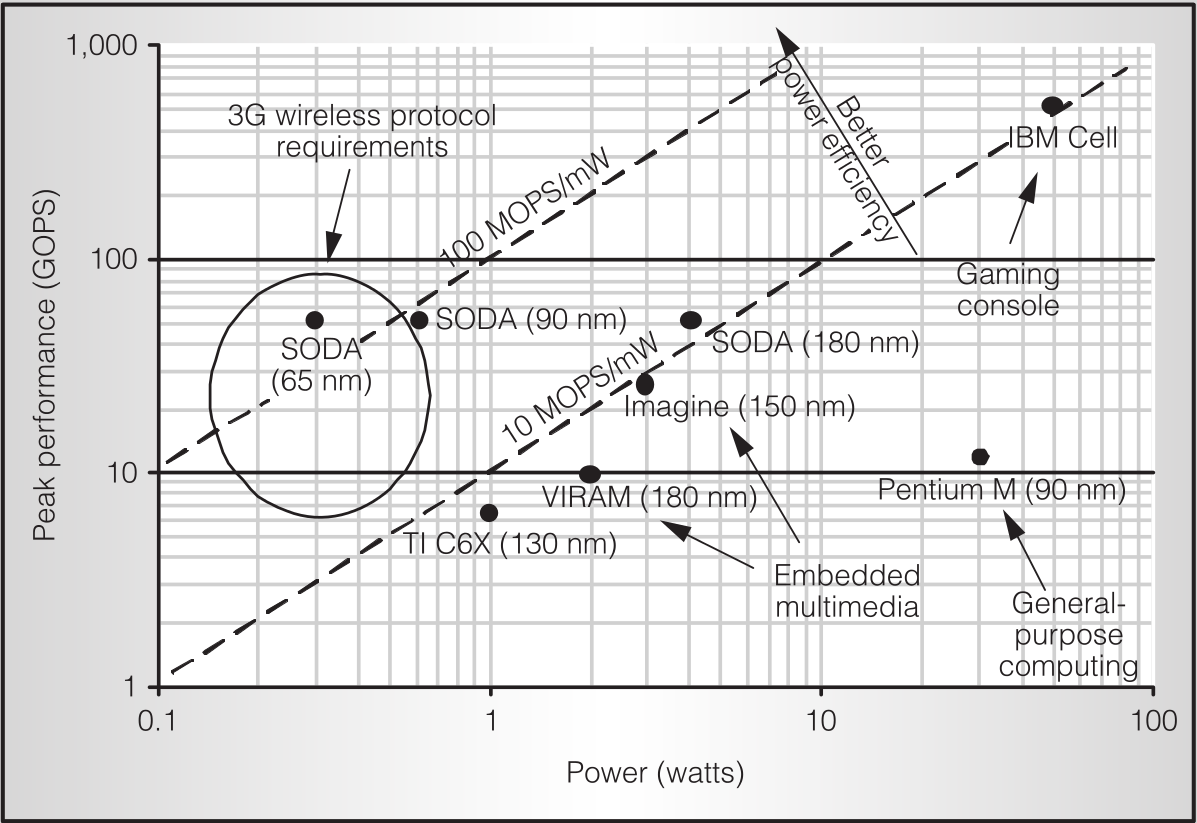 1,000
100
10
1
0.1
1
10
100
Peak performance (GOPS)
Power (watts)
3G wireless protocol
requirements
100 MOPS/mW
10 MOPS/mW
Better
power efficiency
IBM Cell
Gaming
console
SODA
(65 nm)
SODA (90 nm)
SODA (180 nm)
Imagine (150 nm)
VIRAM (180 nm)
TI C6X (130 nm)
Pentium M (90 nm)
Embedded
multimedia
General-
purpose
computing